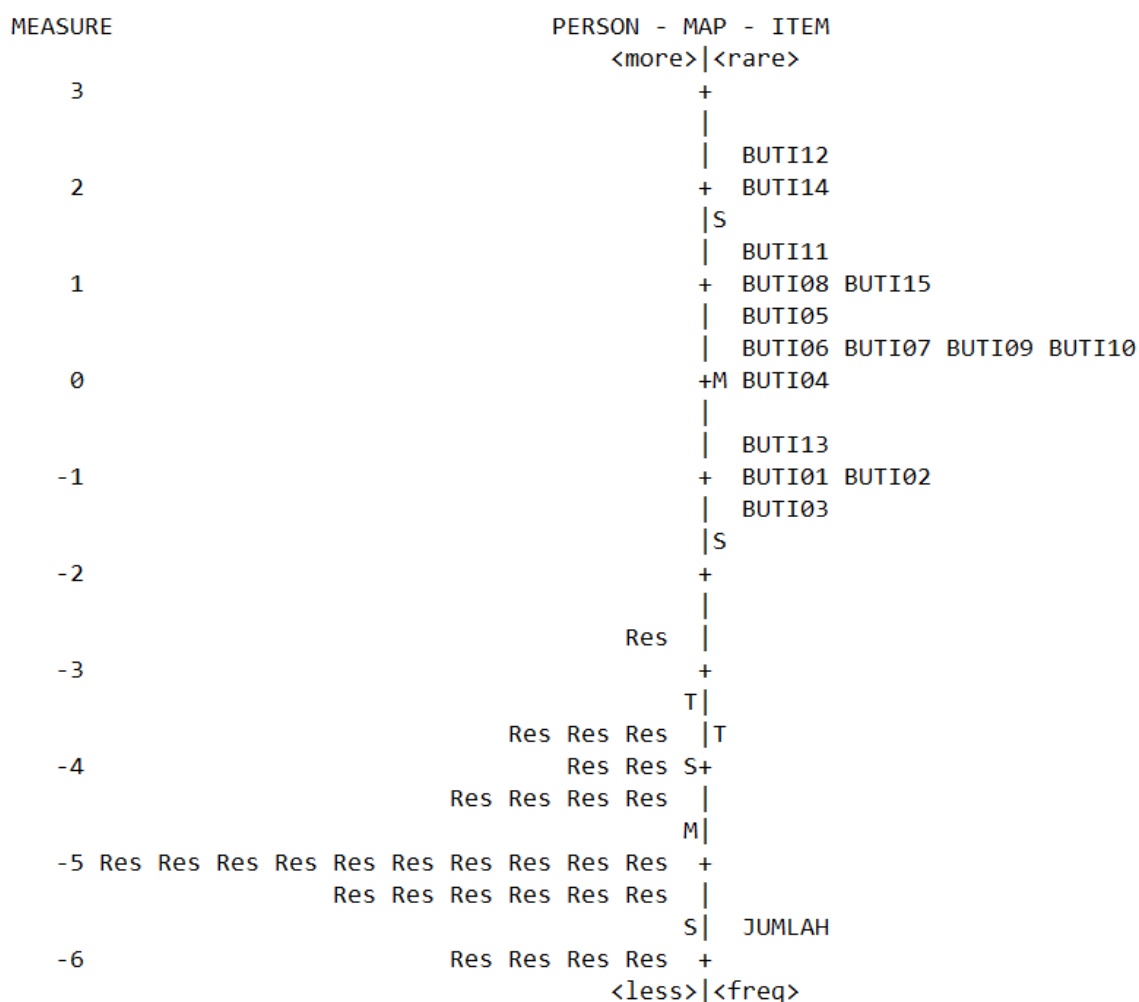 MEASURE                               PERSON - MAP - ITEM
                                          <more>|<rare>
    3                                           +
                                                |
                                                |  BUTI12
    2                                           +  BUTI14
                                                |S
                                                |  BUTI11
    1                                           +  BUTI08 BUTI15
                                                |  BUTI05
                                                |  BUTI06 BUTI07 BUTI09 BUTI10
    0                                           +M BUTI04
                                                |
                                                |  BUTI13
   -1                                           +  BUTI01 BUTI02
                                                |  BUTI03
                                                |S
   -2                                           +
                                                |
                                           Res  |
   -3                                           +
                                               T|
                                   Res Res Res  |T
   -4                                  Res Res S+
                               Res Res Res Res  |
                                               M|
   -5 Res Res Res Res Res Res Res Res Res Res  +
                       Res Res Res Res Res Res  |
                                               S|  JUMLAH
   -6                          Res Res Res Res  +
                                          <less>|<freq>